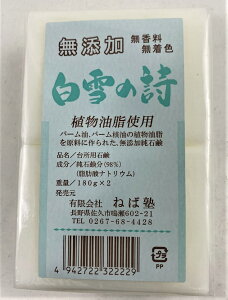 無添加
無香料
無着色
白雪の詩
植物油脂使用
パーム油、パーム核油の植物油脂
を原料に作られた、無添加純石鹸
品名／台所用石鹸
成分／純石鹸分(98%)
(脂肪酸ナトリウム)
重量／180g×2
発売元
有限会社 ねば塾
長野県佐久市鳴瀬602-21
TEL 0267-68-4428
4 942722 322229
PP